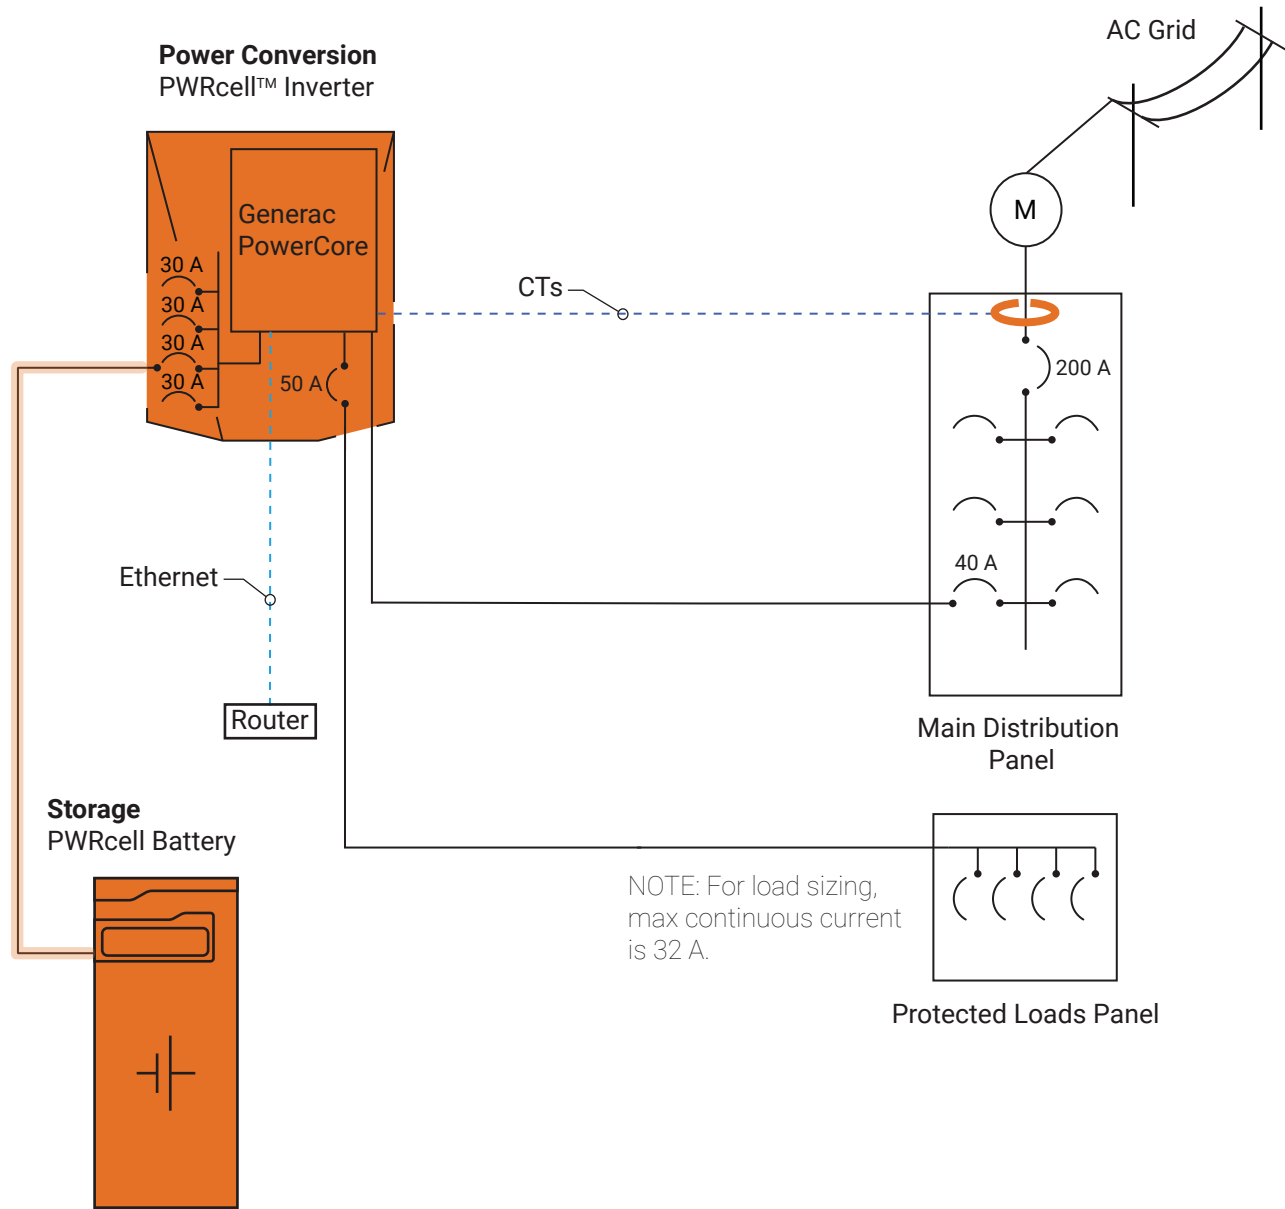 AC Grid
Power Conversion
PWRcell™ Inverter
Generac
PowerCore
M
30 A
30 A
30 A
30 A
50 A
CTs
200 A
40 A
Ethernet
Router
Main Distribution
Panel
Storage
PWRcell Battery
NOTE: For load sizing,
max continuous current
is 32 A.
Protected Loads Panel